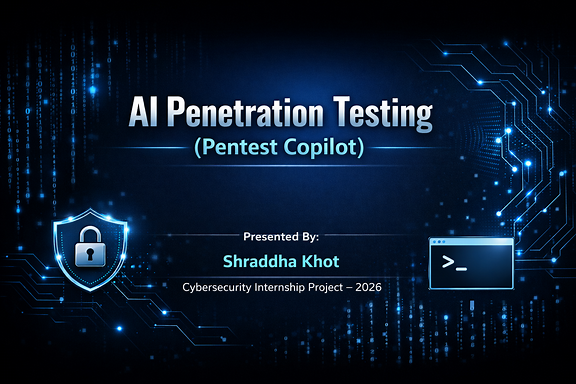 AI Penetration Testing
(Pentest Copilot)
Presented By:
Shraddha Khot
>_
Cybersecurity Internship Project – 2026